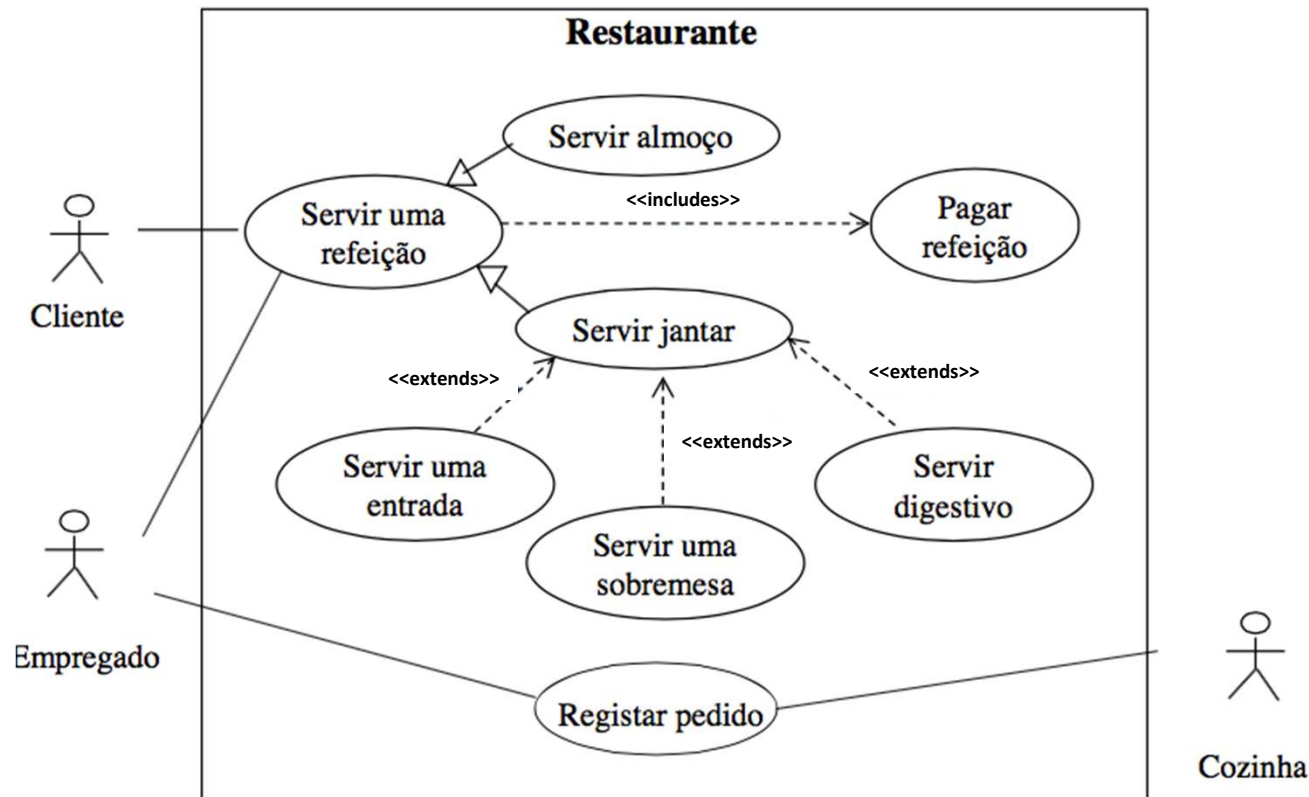 Restaurante
Servir almoço
<<includes>>
Servir uma
refeição
Pagar
refeição
Cliente
Servir jantar
<<extends>>
<<extends>>
<<extends>>
Servir uma
entrada
Servir
digestivo
Servir uma
sobremesa
Empregado
Registar pedido
Cozinha